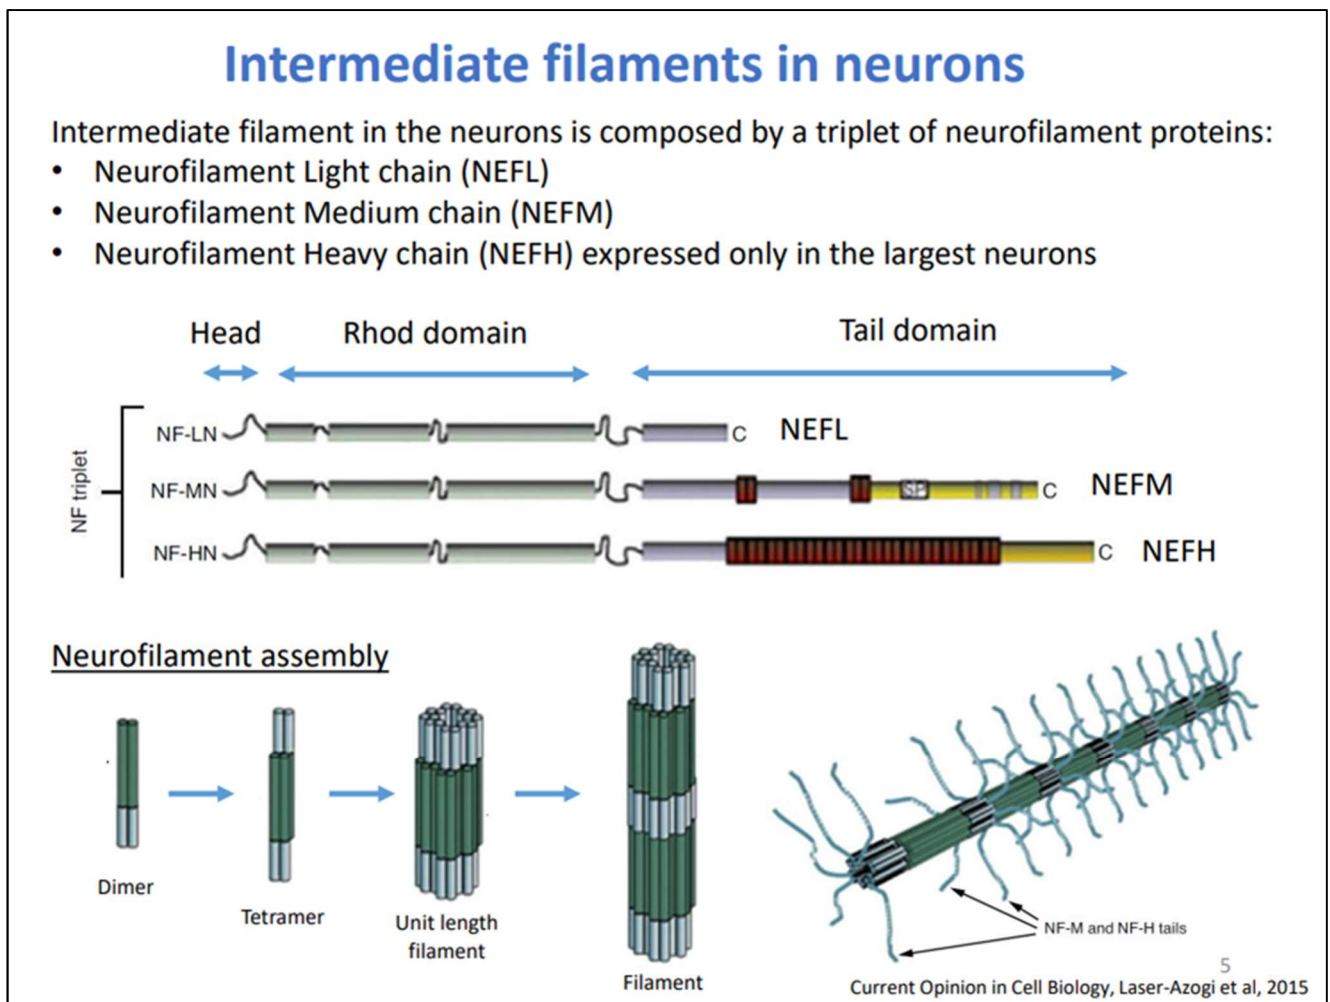 Intermediate filaments in neurons
Intermediate filament in the neurons is composed by a triplet of neurofilament proteins:
• Neurofilament Light chain (NEFL)
• Neurofilament Medium chain (NEFM)
• Neurofilament Heavy chain (NEFH) expressed only in the largest neurons
Head Rhod domain Tail domain
NF triplet
NF-LN C NEFL
NF-MN SP C NEFM
NF-HN C NEFH
Neurofilament assembly
Dimer
Tetramer
Unit length
filament
Filament
NF-M and NF-H tails
5
Current Opinion in Cell Biology, Laser-Azogi et al, 2015